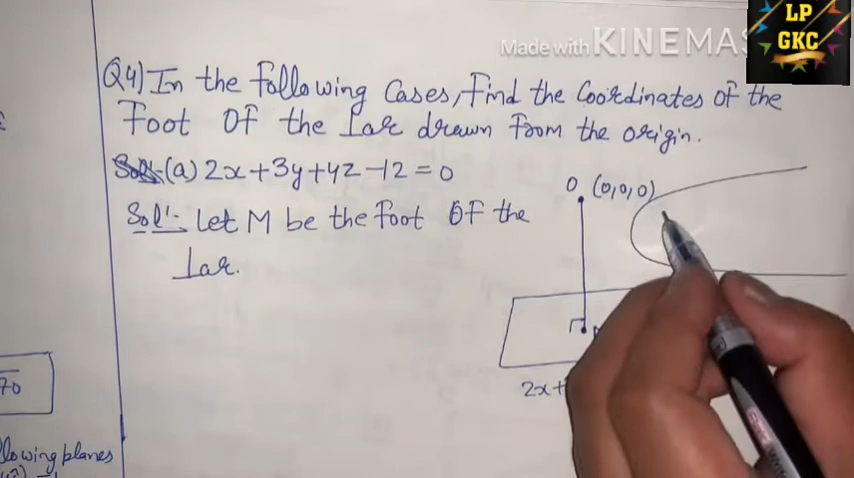 Made with KINEMAS
LP
GKC
Q4) In the following Cases, Find the Coordinates of the
Foot Of the ⊥ar drawn From the origin.
Sol:- (a) 2x+3y+4z-12=0
Sol':- Let M be the Foot Of the
⊥ar.
O (0,0,0)
2x+
70
llowing planes